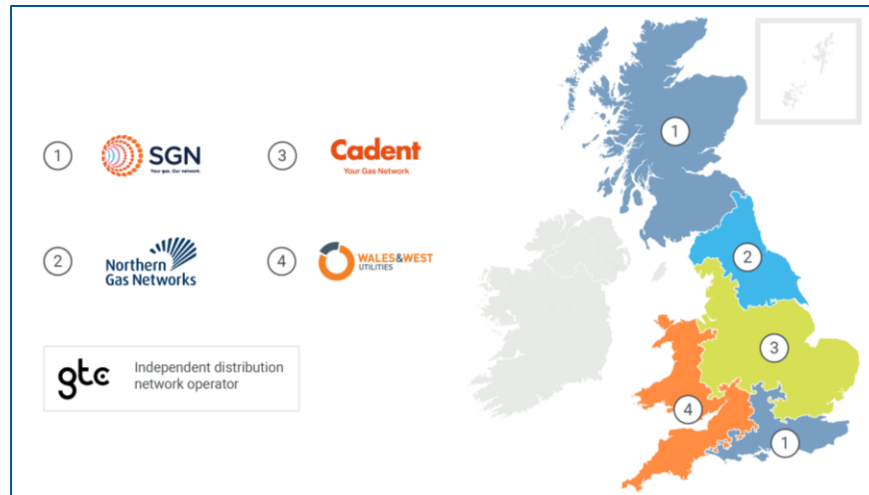 1
SGN
Your gas. Our network.
3
Cadent
Your Gas Network
2
Northern
Gas Networks
4
WALES&WEST
UTILITIES
gtc
Independent distribution
network operator
1
2
3
4
1